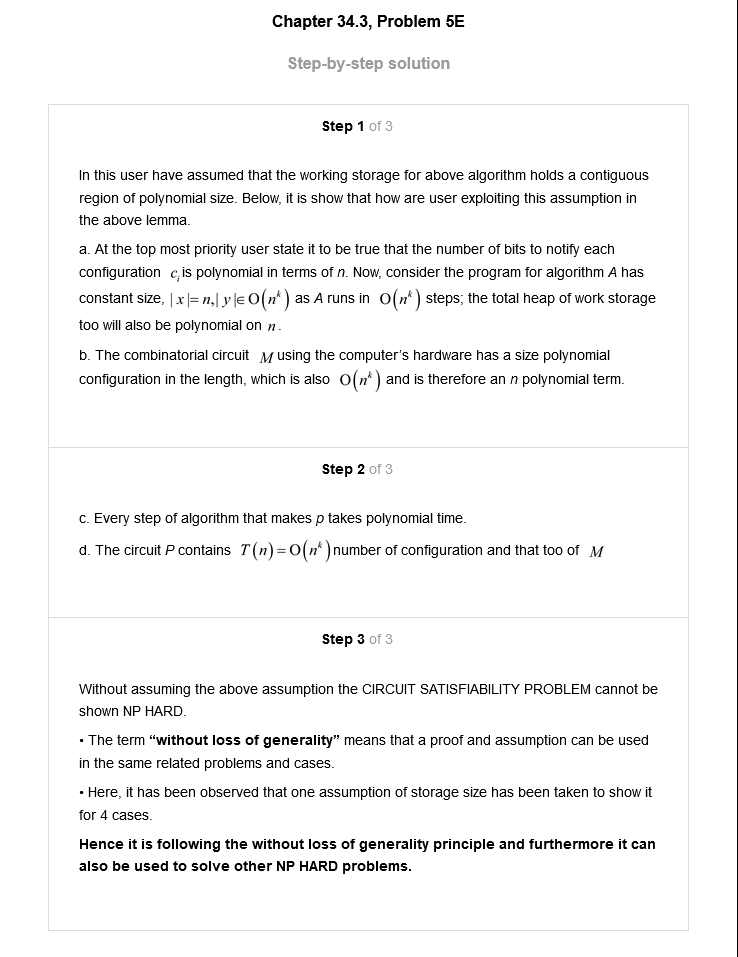 Chapter 34.3, Problem 5E
Step-by-step solution
Step 1 of 3
In this user have assumed that the working storage for above algorithm holds a contiguous
region of polynomial size. Below, it is show that how are user exploiting this assumption in
the above lemma.
a. At the top most priority user state it to be true that the number of bits to notify each
configuration c_i is polynomial in terms of n. Now, consider the program for algorithm A has
constant size, |x|=n,|y|∈O(n^k) as A runs in O(n^k) steps; the total heap of work storage
too will also be polynomial on n.
b. The combinatorial circuit M using the computer's hardware has a size polynomial
configuration in the length, which is also O(n^k) and is therefore an n polynomial term.
Step 2 of 3
c. Every step of algorithm that makes p takes polynomial time.
d. The circuit P contains T(n)=O(n^k) number of configuration and that too of M
Step 3 of 3
Without assuming the above assumption the CIRCUIT SATISFIABILITY PROBLEM cannot be
shown NP HARD.
• The term “without loss of generality” means that a proof and assumption can be used
in the same related problems and cases.
• Here, it has been observed that one assumption of storage size has been taken to show it
for 4 cases.
Hence it is following the without loss of generality principle and furthermore it can
also be used to solve other NP HARD problems.